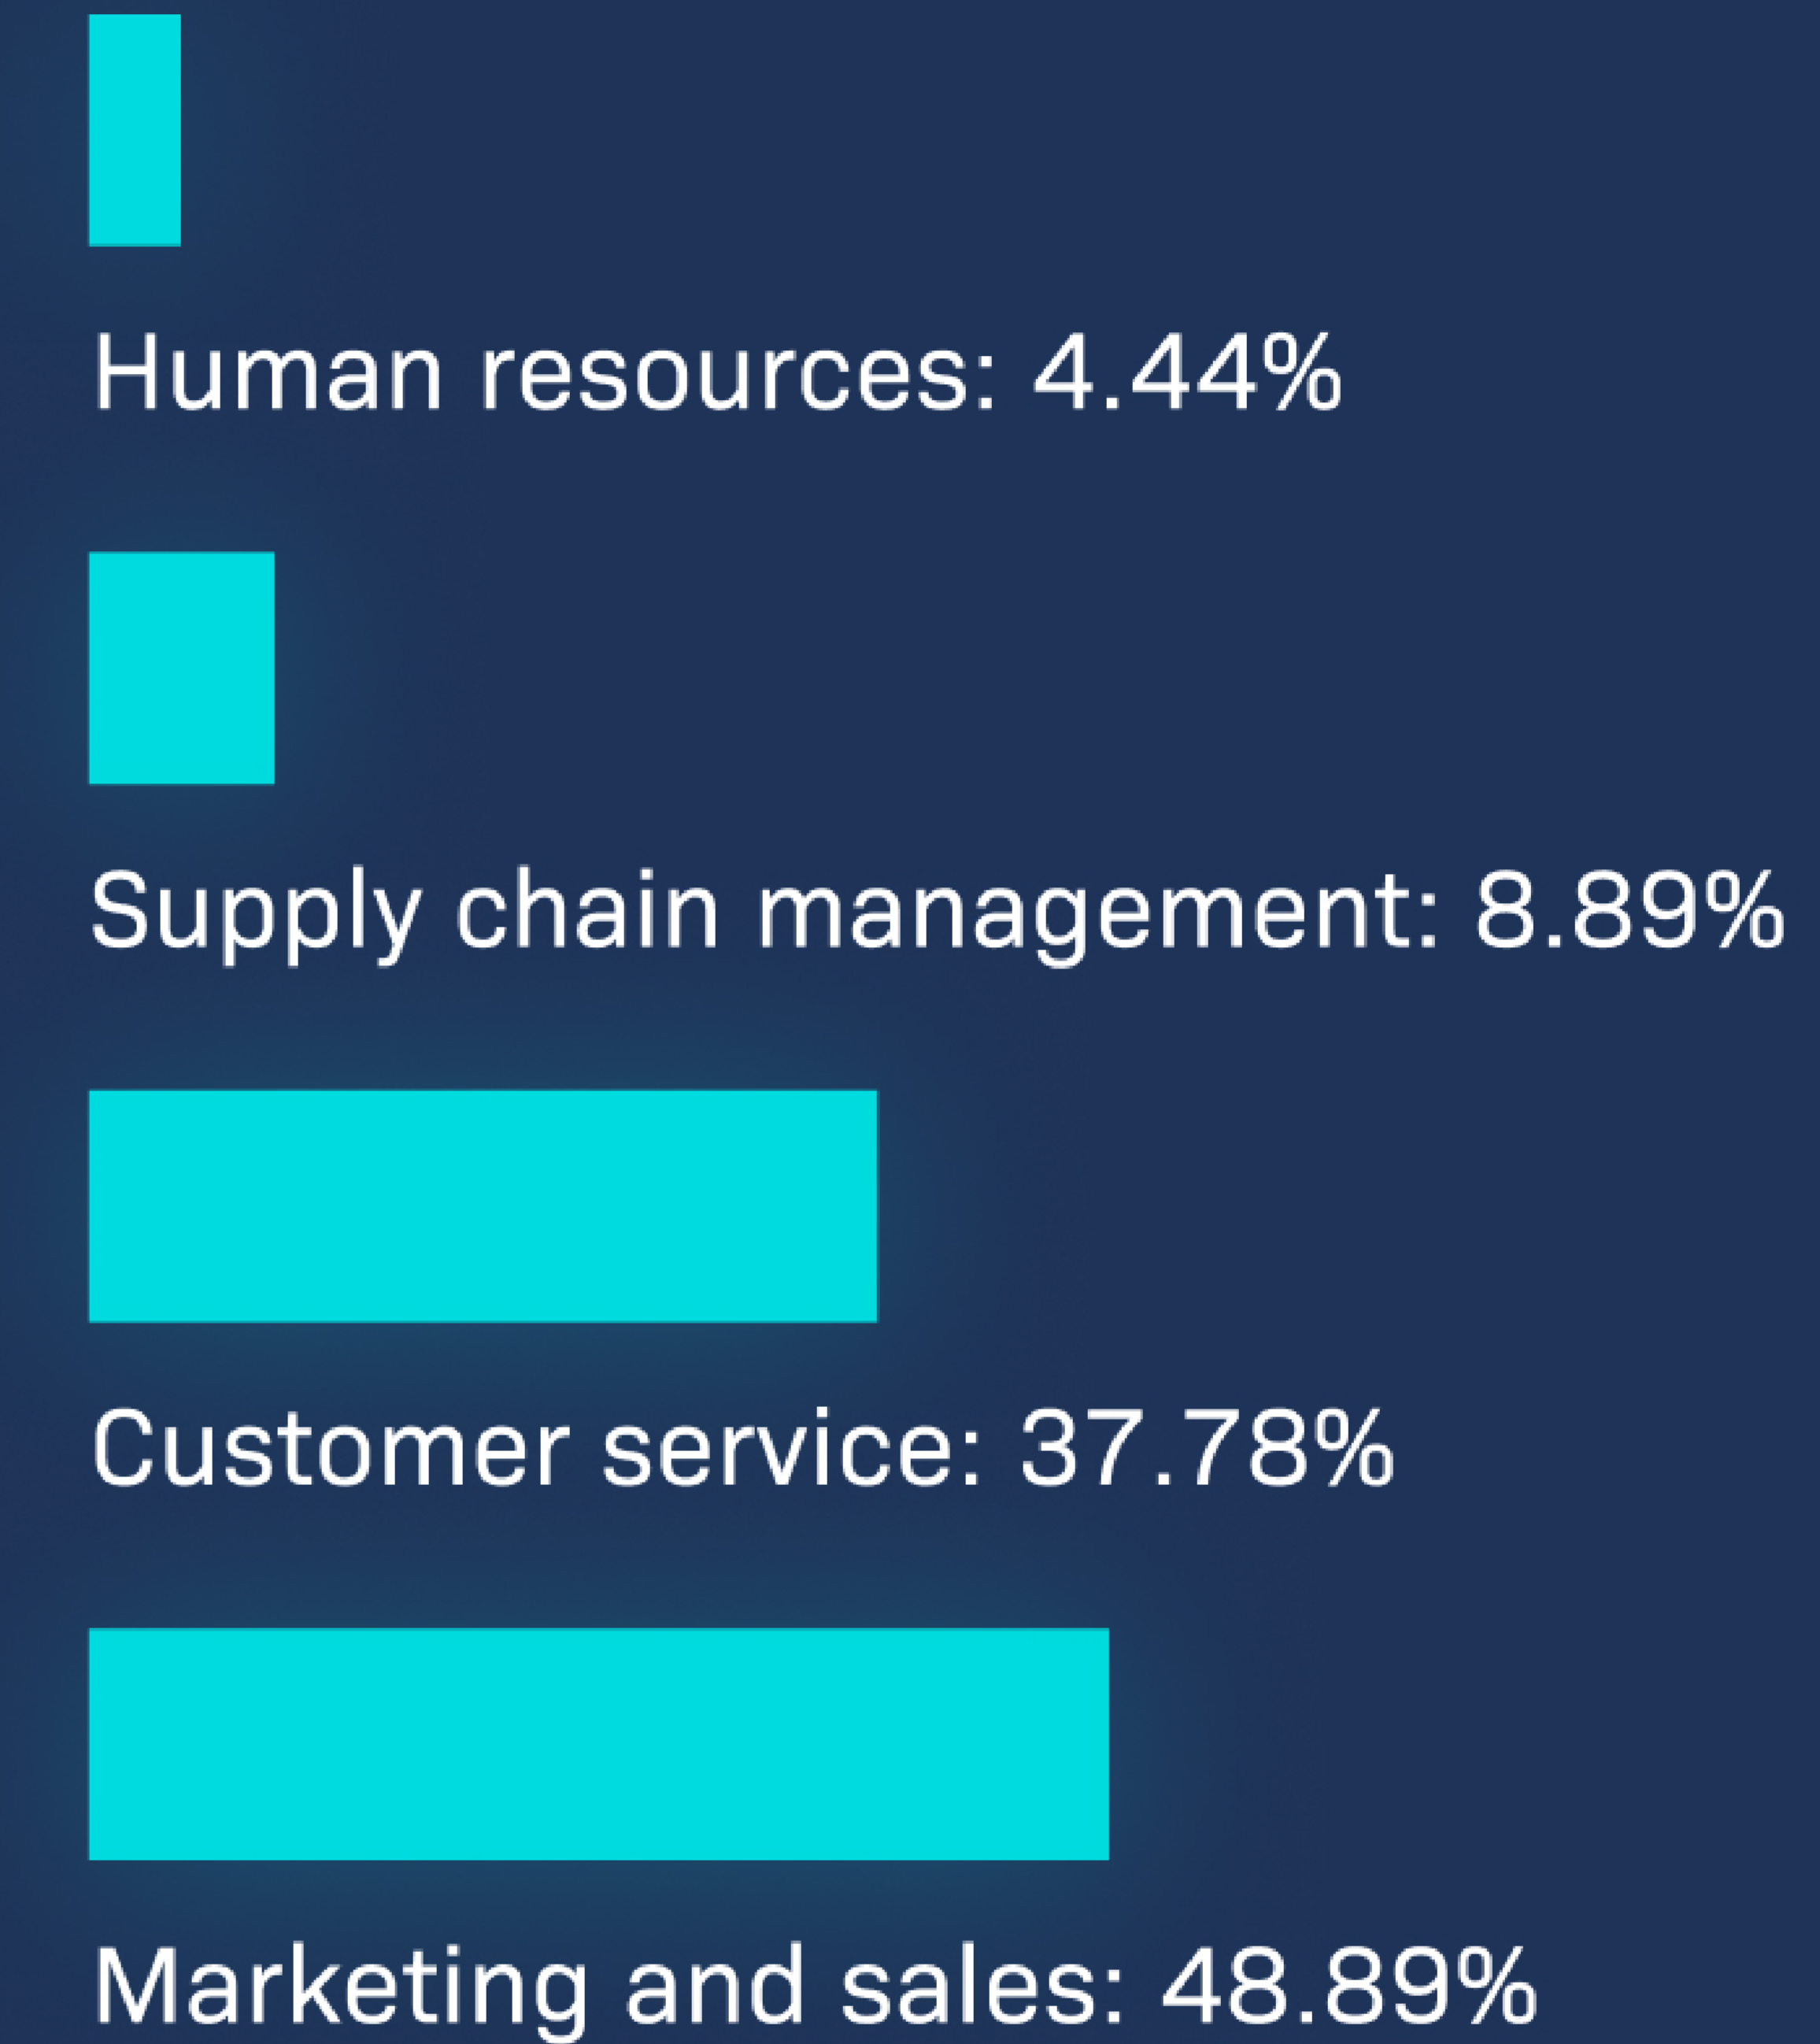 Human resources: 4.44%
Supply chain management: 8.89%
Customer service: 37.78%
Marketing and sales: 48.89%